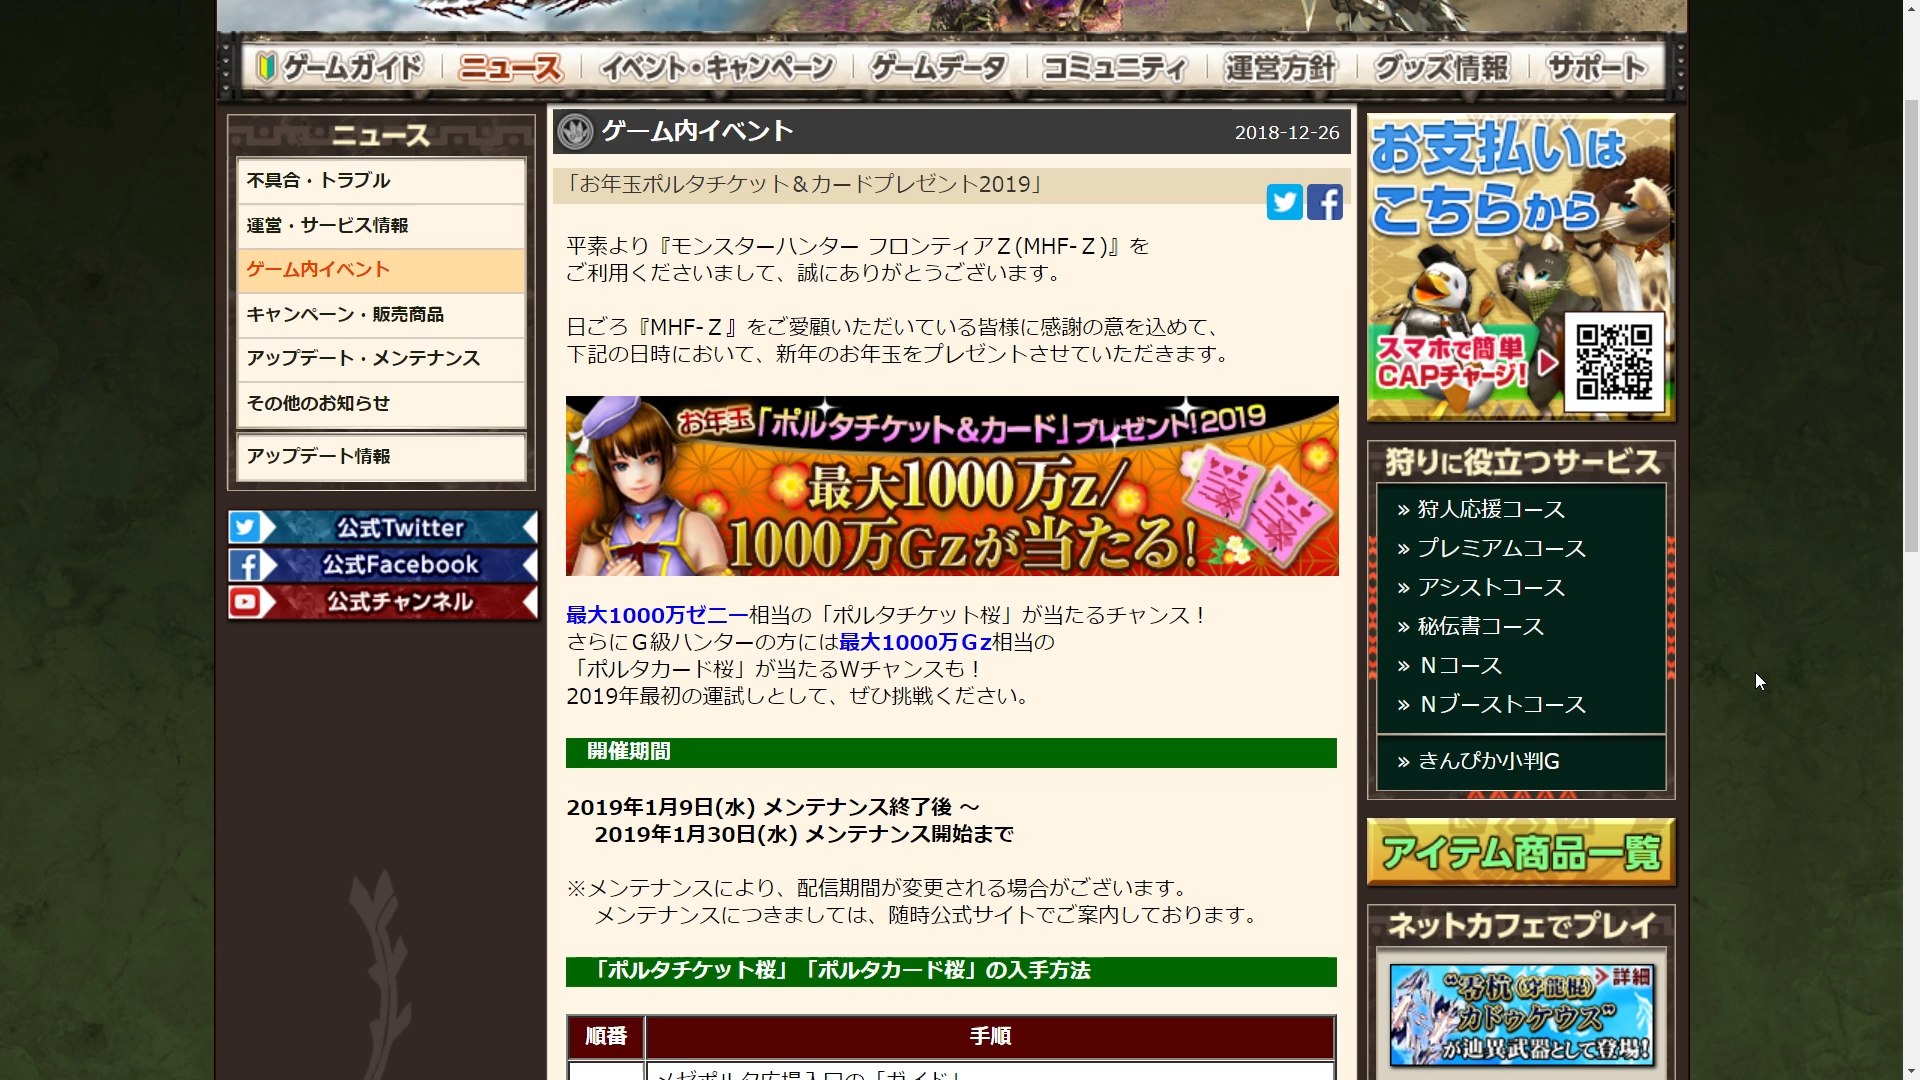 ゲームガイド
ニュース
イベント・キャンペーン
ゲームデータ
コミュニティ
運営方針
グッズ情報
サポート
ニュース
不具合・トラブル
運営・サービス情報
ゲーム内イベント
キャンペーン・販売商品
アップデート・メンテナンス
その他のお知らせ
アップデート情報
公式Twitter
公式Facebook
公式チャンネル
ゲーム内イベント
2018-12-26
「お年玉ポルタチケット＆カードプレゼント2019」
平素より『モンスターハンター フロンティアＺ(MHF-Ｚ)』を
ご利用くださいまして、誠にありがとうございます。
日ごろ『MHF-Ｚ』をご愛顧いただいている皆様に感謝の意を込めて、
下記の日時において、新年のお年玉をプレゼントさせていただきます。
お年玉「ポルタチケット&カード」プレゼント!2019
最大1000万z/
1000万Gzが当たる!
最大1000万ゼニー相当の「ポルタチケット桜」が当たるチャンス！
さらにＧ級ハンターの方には最大1000万Ｇz相当の
「ポルタカード桜」が当たるWチャンスも！
2019年最初の運試しとして、ぜひ挑戦ください。
開催期間
2019年1月9日(水) メンテナンス終了後 ～
2019年1月30日(水) メンテナンス開始まで
※メンテナンスにより、配信期間が変更される場合がございます。
メンテナンスにつきましては、随時公式サイトでご案内しております。
「ポルタチケット桜」「ポルタカード桜」の入手方法
順番
手順
メゼポルタ広場入口の「ガイド」
お支払いは
こちらから
スマホで簡単
CAPチャージ!
狩りに役立つサービス
» 狩人応援コース
» プレミアムコース
» アシストコース
» 秘伝書コース
» Ｎコース
» Ｎブーストコース
» きんぴか小判G
アイテム商品一覧
ネットカフェでプレイ
詳細
“零杭(穿龍棍)
カドゥケウス”
が辿異武器として登場!